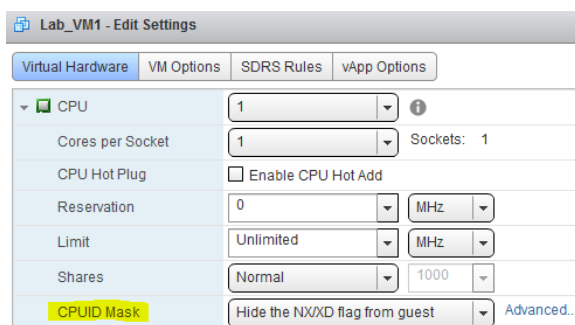 Lab_VM1 - Edit Settings
Virtual Hardware VM Options SDRS Rules vApp Options
CPU 1
Cores per Socket 1 Sockets: 1
CPU Hot Plug Enable CPU Hot Add
Reservation 0 MHz
Limit Unlimited MHz
Shares Normal 1000
CPUID Mask Hide the NX/XD flag from guest Advanced..